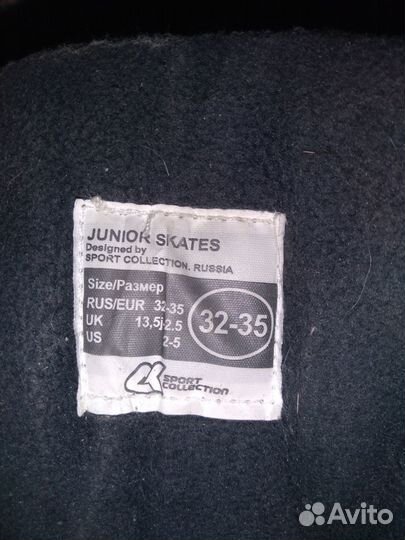 JUNIOR SKATES
Designed by
SPORT COLLECTION. RUSSIA
Size/Размер
RUS/EUR 32-35
UK 13,5-2.5
US 2-5
32-35
SPORT
COLLECTION
Avito